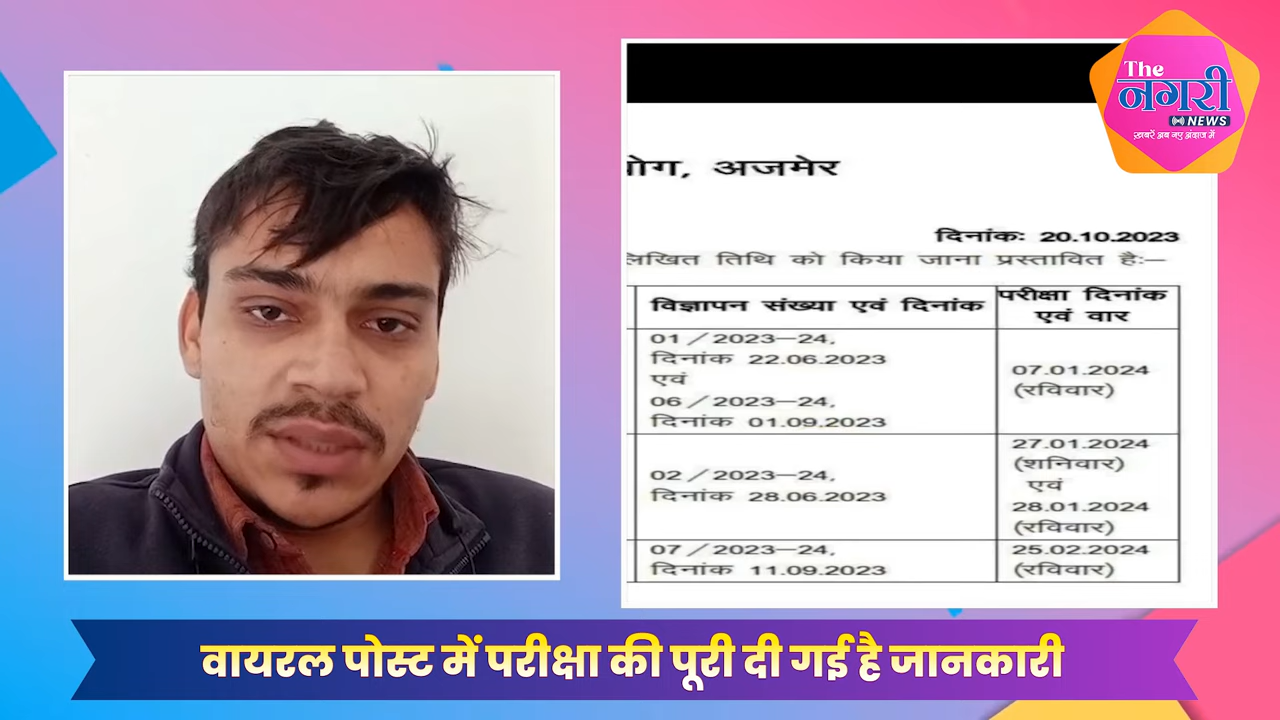 The
नगरी
NEWS
ख़बरें अब नए अंदाज में
अजमेर
दिनांकः 20.10.2023
तिथि को किया जाना प्रस्तावित है:—
विज्ञापन संख्या एवं दिनांक
परीक्षा दिनांक
एवं वार
01/2023—24,
दिनांक 22.06.2023
एवं
06/2023—24,
दिनांक 01.09.2023
07.01.2024
(रविवार)
02/2023—24,
दिनांक 28.06.2023
27.01.2024
(शनिवार)
एवं
28.01.2024
(रविवार)
07/2023—24,
दिनांक 11.09.2023
25.02.2024
(रविवार)
वायरल पोस्ट में परीक्षा की पूरी दी गई है जानकारी